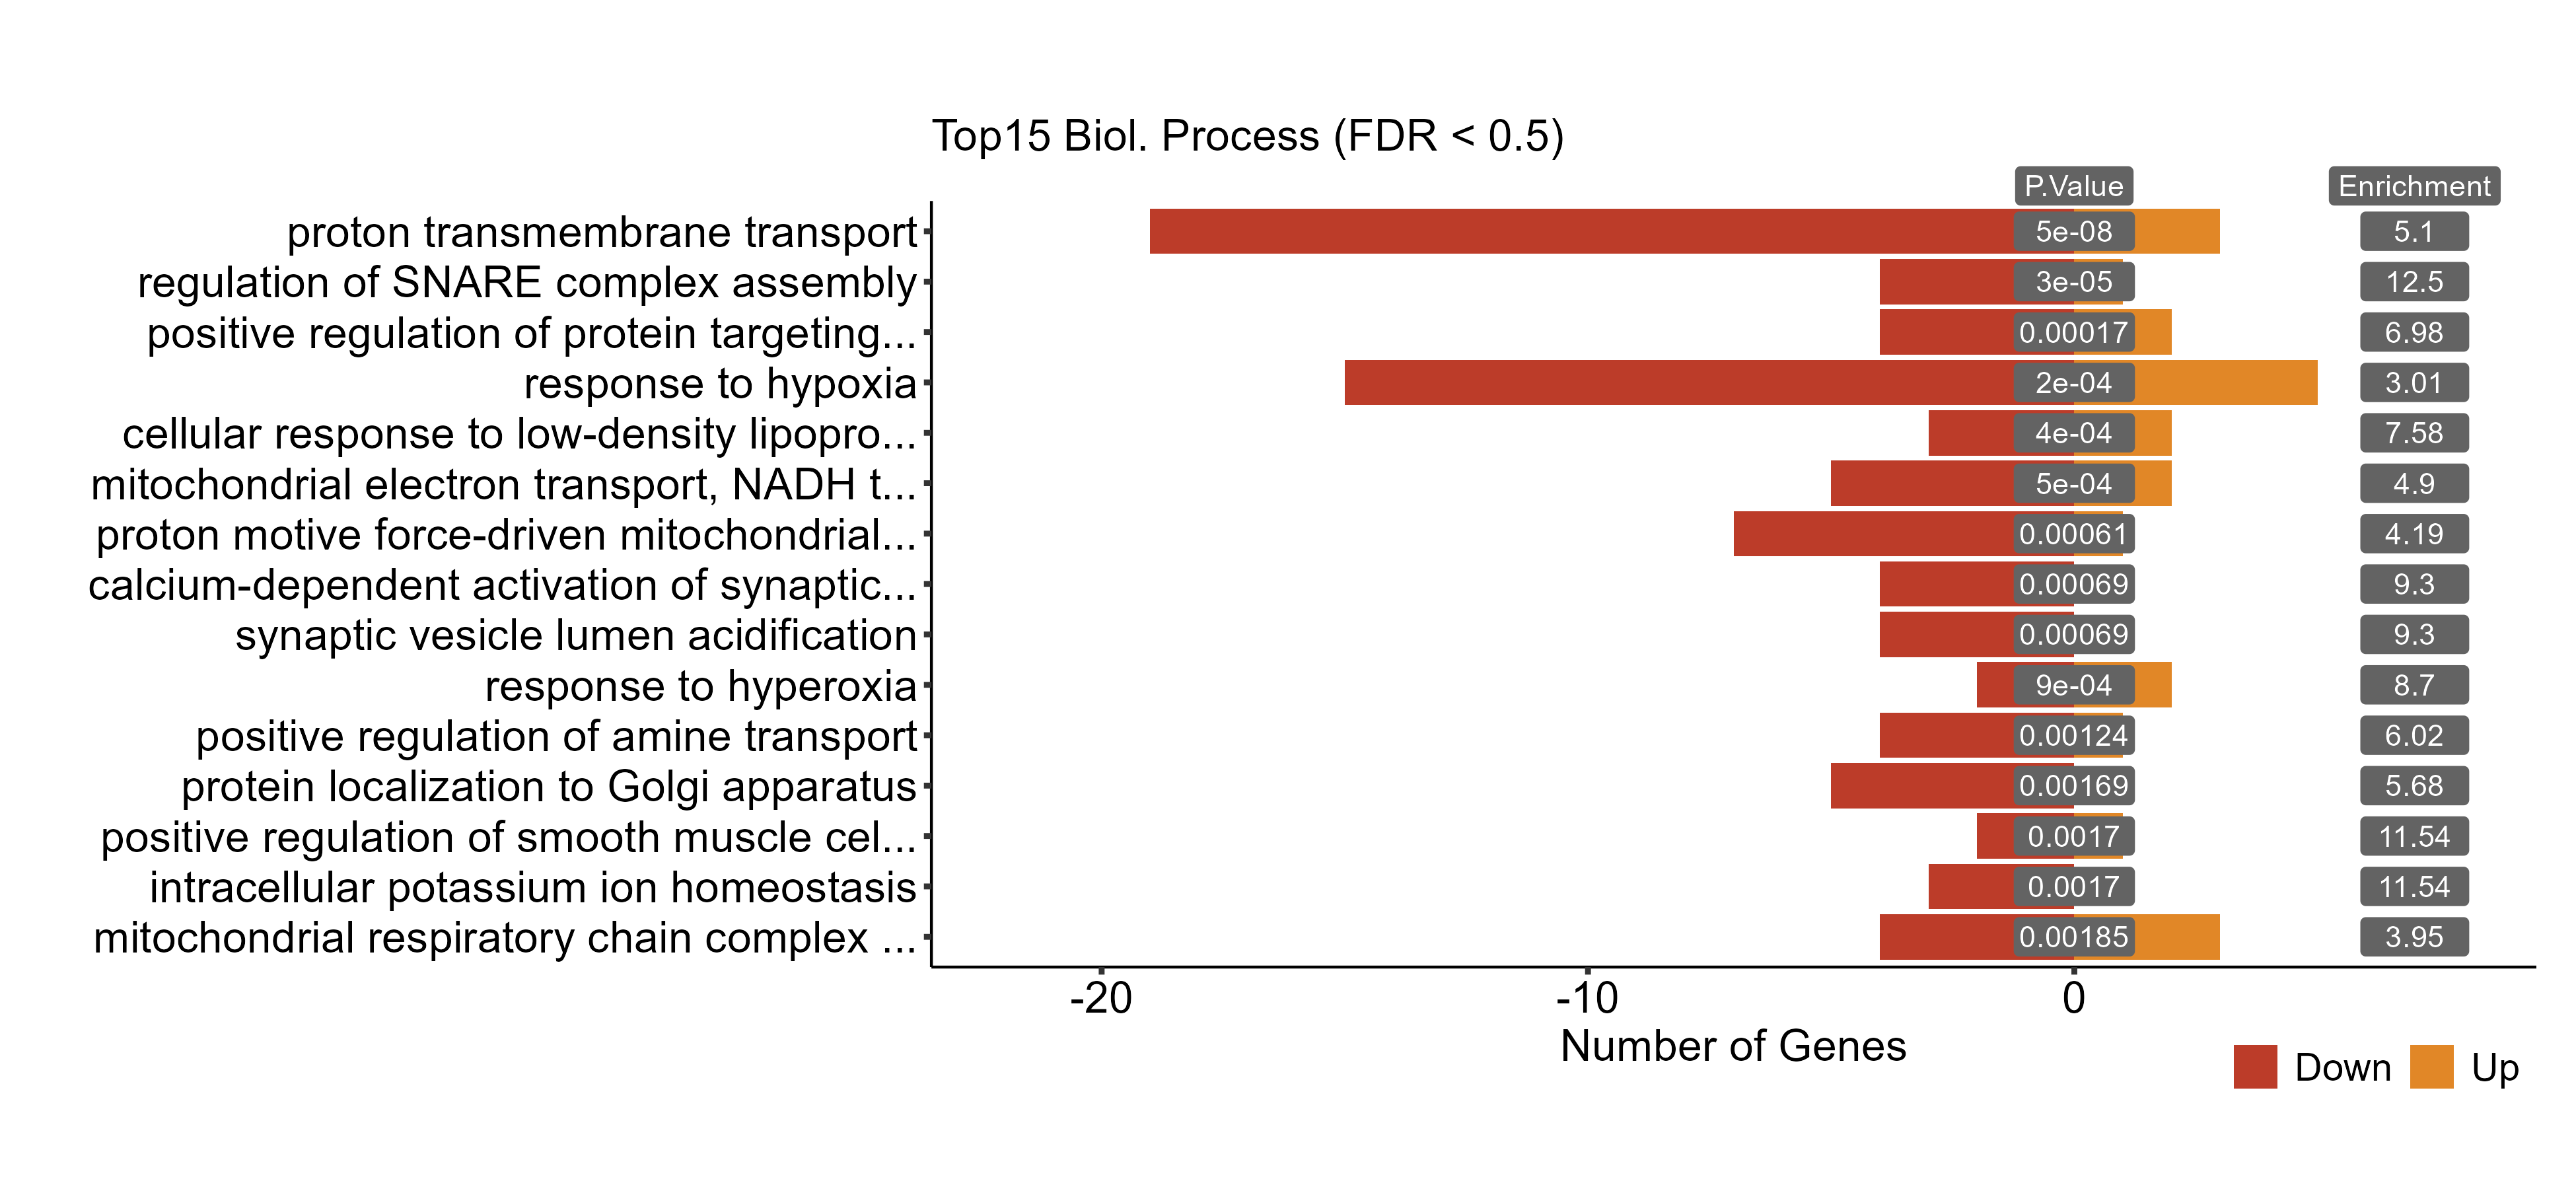 Top15 Biol. Process (FDR < 0.5)
P.Value Enrichment
proton transmembrane transport 5e-08 5.1
regulation of SNARE complex assembly 3e-05 12.5
positive regulation of protein targeting... 0.00017 6.98
response to hypoxia 2e-04 3.01
cellular response to low-density lipopro... 4e-04 7.58
mitochondrial electron transport, NADH t... 5e-04 4.9
proton motive force-driven mitochondrial... 0.00061 4.19
calcium-dependent activation of synaptic... 0.00069 9.3
synaptic vesicle lumen acidification 0.00069 9.3
response to hyperoxia 9e-04 8.7
positive regulation of amine transport 0.00124 6.02
protein localization to Golgi apparatus 0.00169 5.68
positive regulation of smooth muscle cel... 0.0017 11.54
intracellular potassium ion homeostasis 0.0017 11.54
mitochondrial respiratory chain complex ... 0.00185 3.95
-20 -10 0
Number of Genes
Down Up